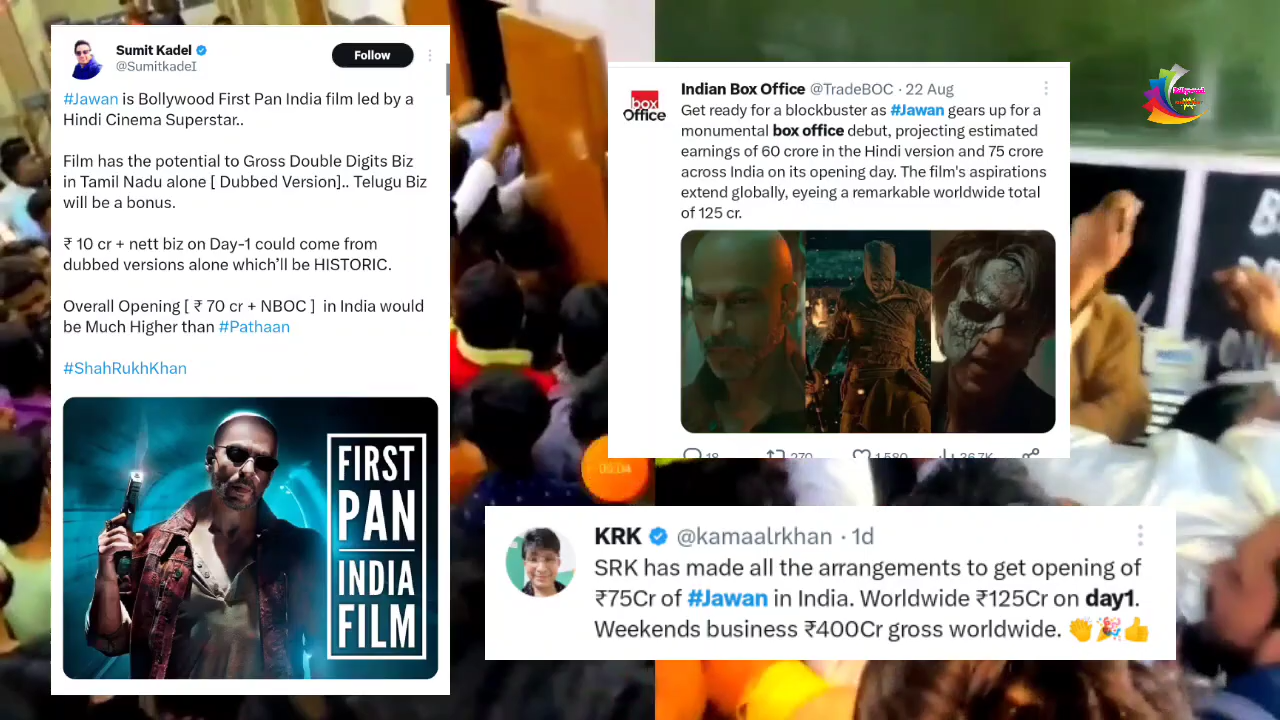 Sumit Kadel
@SumitkadeI
Follow
#Jawan is Bollywood First Pan India film led by a
Hindi Cinema Superstar..
Film has the potential to Gross Double Digits Biz
in Tamil Nadu alone [ Dubbed Version].. Telugu Biz
will be a bonus.
₹ 10 cr + nett biz on Day-1 could come from
dubbed versions alone which'll be HISTORIC.
Overall Opening [ ₹ 70 cr + NBOC ] in India would
be Much Higher than #Pathaan
#ShahRukhKhan
FIRST
PAN
INDIA
FILM
box
office
Indian Box Office @TradeBOC · 22 Aug
Get ready for a blockbuster as #Jawan gears up for a
monumental box office debut, projecting estimated
earnings of 60 crore in the Hindi version and 75 crore
across India on its opening day. The film's aspirations
extend globally, eyeing a remarkable worldwide total
of 125 cr.
18 270 1,580 36.7K
KRK @kamaalrkhan · 1d
SRK has made all the arrangements to get opening of
₹75Cr of #Jawan in India. Worldwide ₹125Cr on day1.
Weekends business ₹400Cr gross worldwide. 👏🎉👍